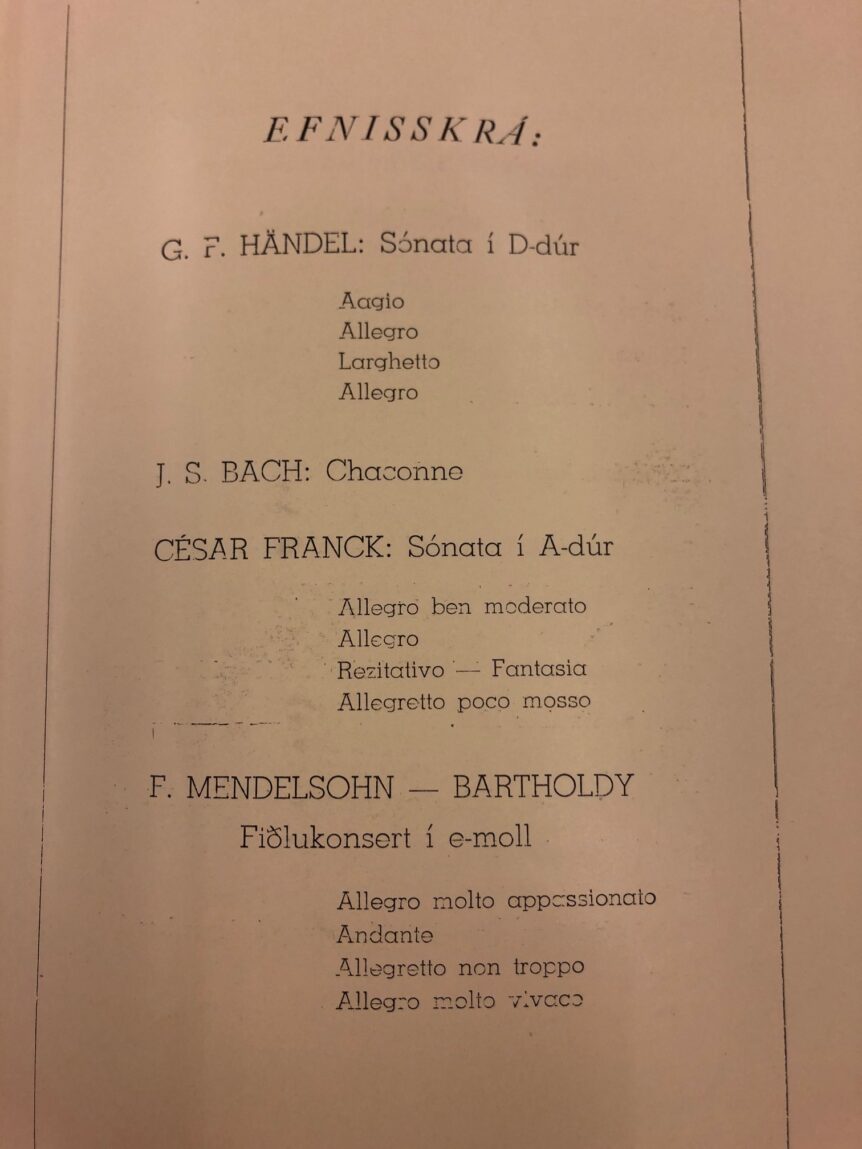 EFNISSKRÁ:
G. F. HÄNDEL: Sónata í D-dúr
Aagio
Allegro
Larghetto
Allegro
J. S. BACH: Chaconne
CÉSAR FRANCK: Sónata í A-dúr
Allegro ben moderato
Allegro
Rezitativo — Fantasia
Allegretto poco mosso
F. MENDELSOHN — BARTHOLDY
Fiðlukonsert í e-moll
Allegro molto appassionato
Andante
Allegretto non troppo
Allegro molto vivace